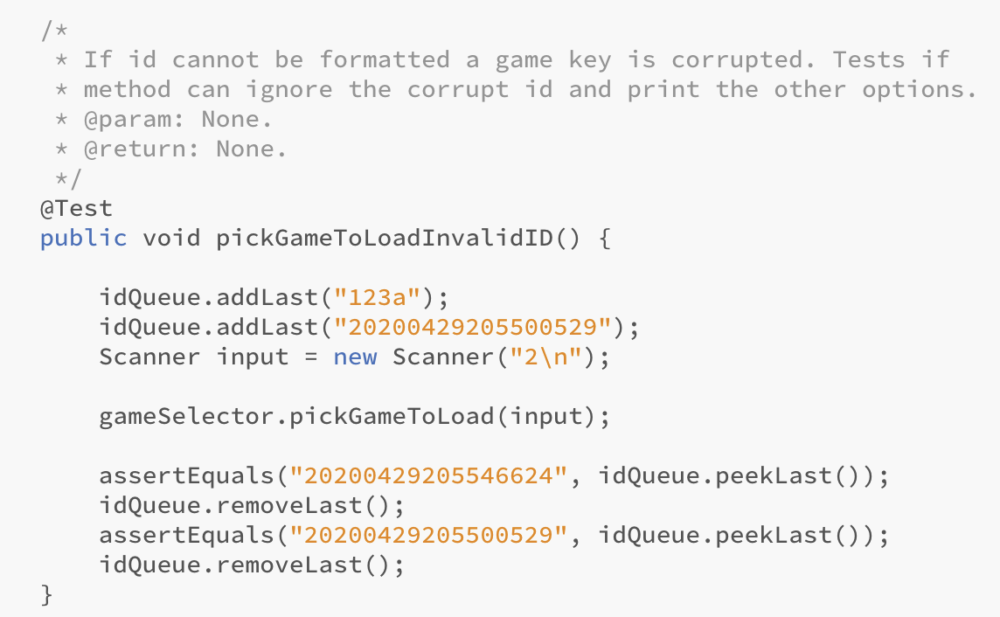 /*
 * If id cannot be formatted a game key is corrupted. Tests if
 * method can ignore the corrupt id and print the other options.
 * @param: None.
 * @return: None.
 */
@Test
public void pickGameToLoadInvalidID() {

    idQueue.addLast("123a");
    idQueue.addLast("20200429205500529");
    Scanner input = new Scanner("2\n");

    gameSelector.pickGameToLoad(input);

    assertEquals("20200429205546624", idQueue.peekLast());
    idQueue.removeLast();
    assertEquals("20200429205500529", idQueue.peekLast());
    idQueue.removeLast();
}